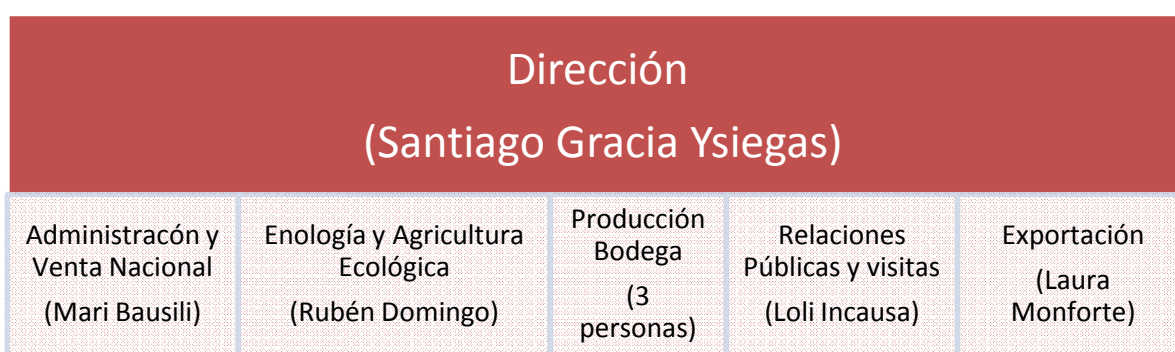 Dirección
(Santiago Gracia Ysiegas)
Administracón y
Venta Nacional
(Mari Bausili)
Enología y Agricultura
Ecológica
(Rubén Domingo)
Producción
Bodega
(3
personas)
Relaciones
Públicas y visitas
(Loli Incausa)
Exportación
(Laura
Monforte)